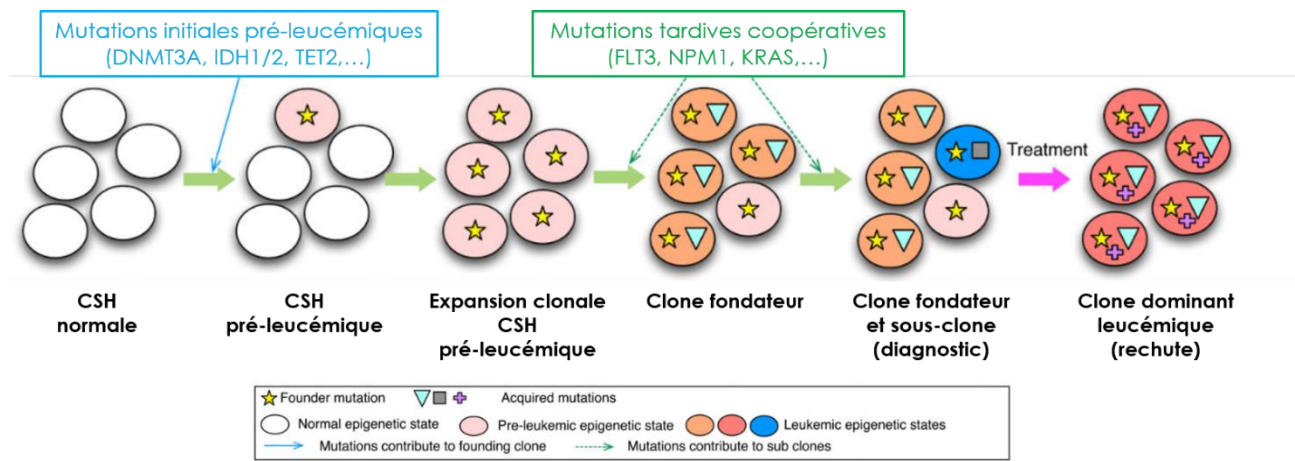 Mutations initiales pré-leucémiques
(DNMT3A, IDH1/2, TET2,…)
Mutations tardives coopératives
(FLT3, NPM1, KRAS,…)
Treatment
CSH
normale
CSH
pré-leucémique
Expansion clonale
CSH
pré-leucémique
Clone fondateur
Clone fondateur
et sous-clone
(diagnostic)
Clone dominant
leucémique
(rechute)
Founder mutation
Acquired mutations
Normal epigenetic state
Pre-leukemic epigenetic state
Leukemic epigenetic states
Mutations contribute to founding clone
Mutations contribute to sub clones